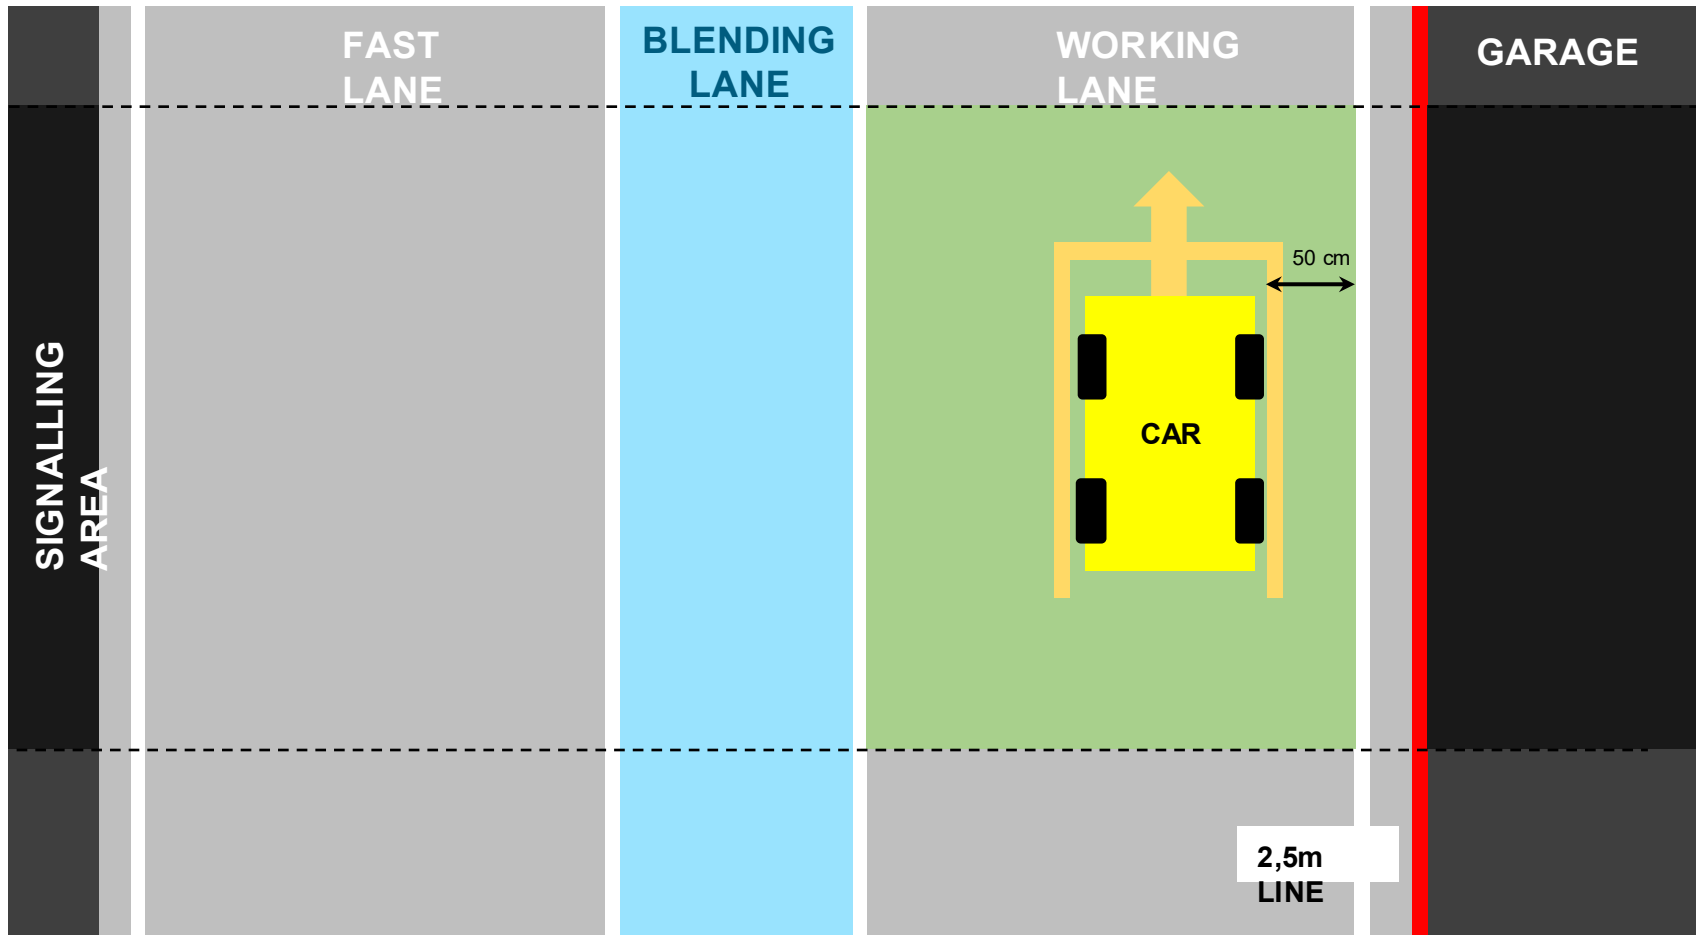 FAST
LANE
BLENDING
LANE
WORKING
LANE
GARAGE
SIGNALLING
AREA
50 cm
CAR
2,5m
LINE